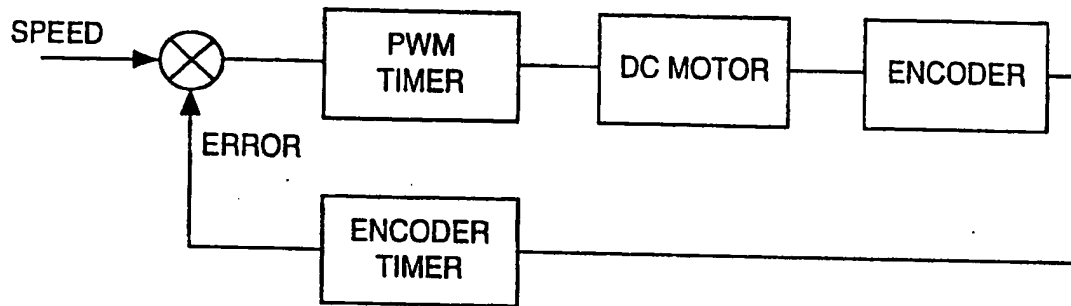 SPEED
PWM
TIMER
DC MOTOR
ENCODER
ERROR
ENCODER
TIMER